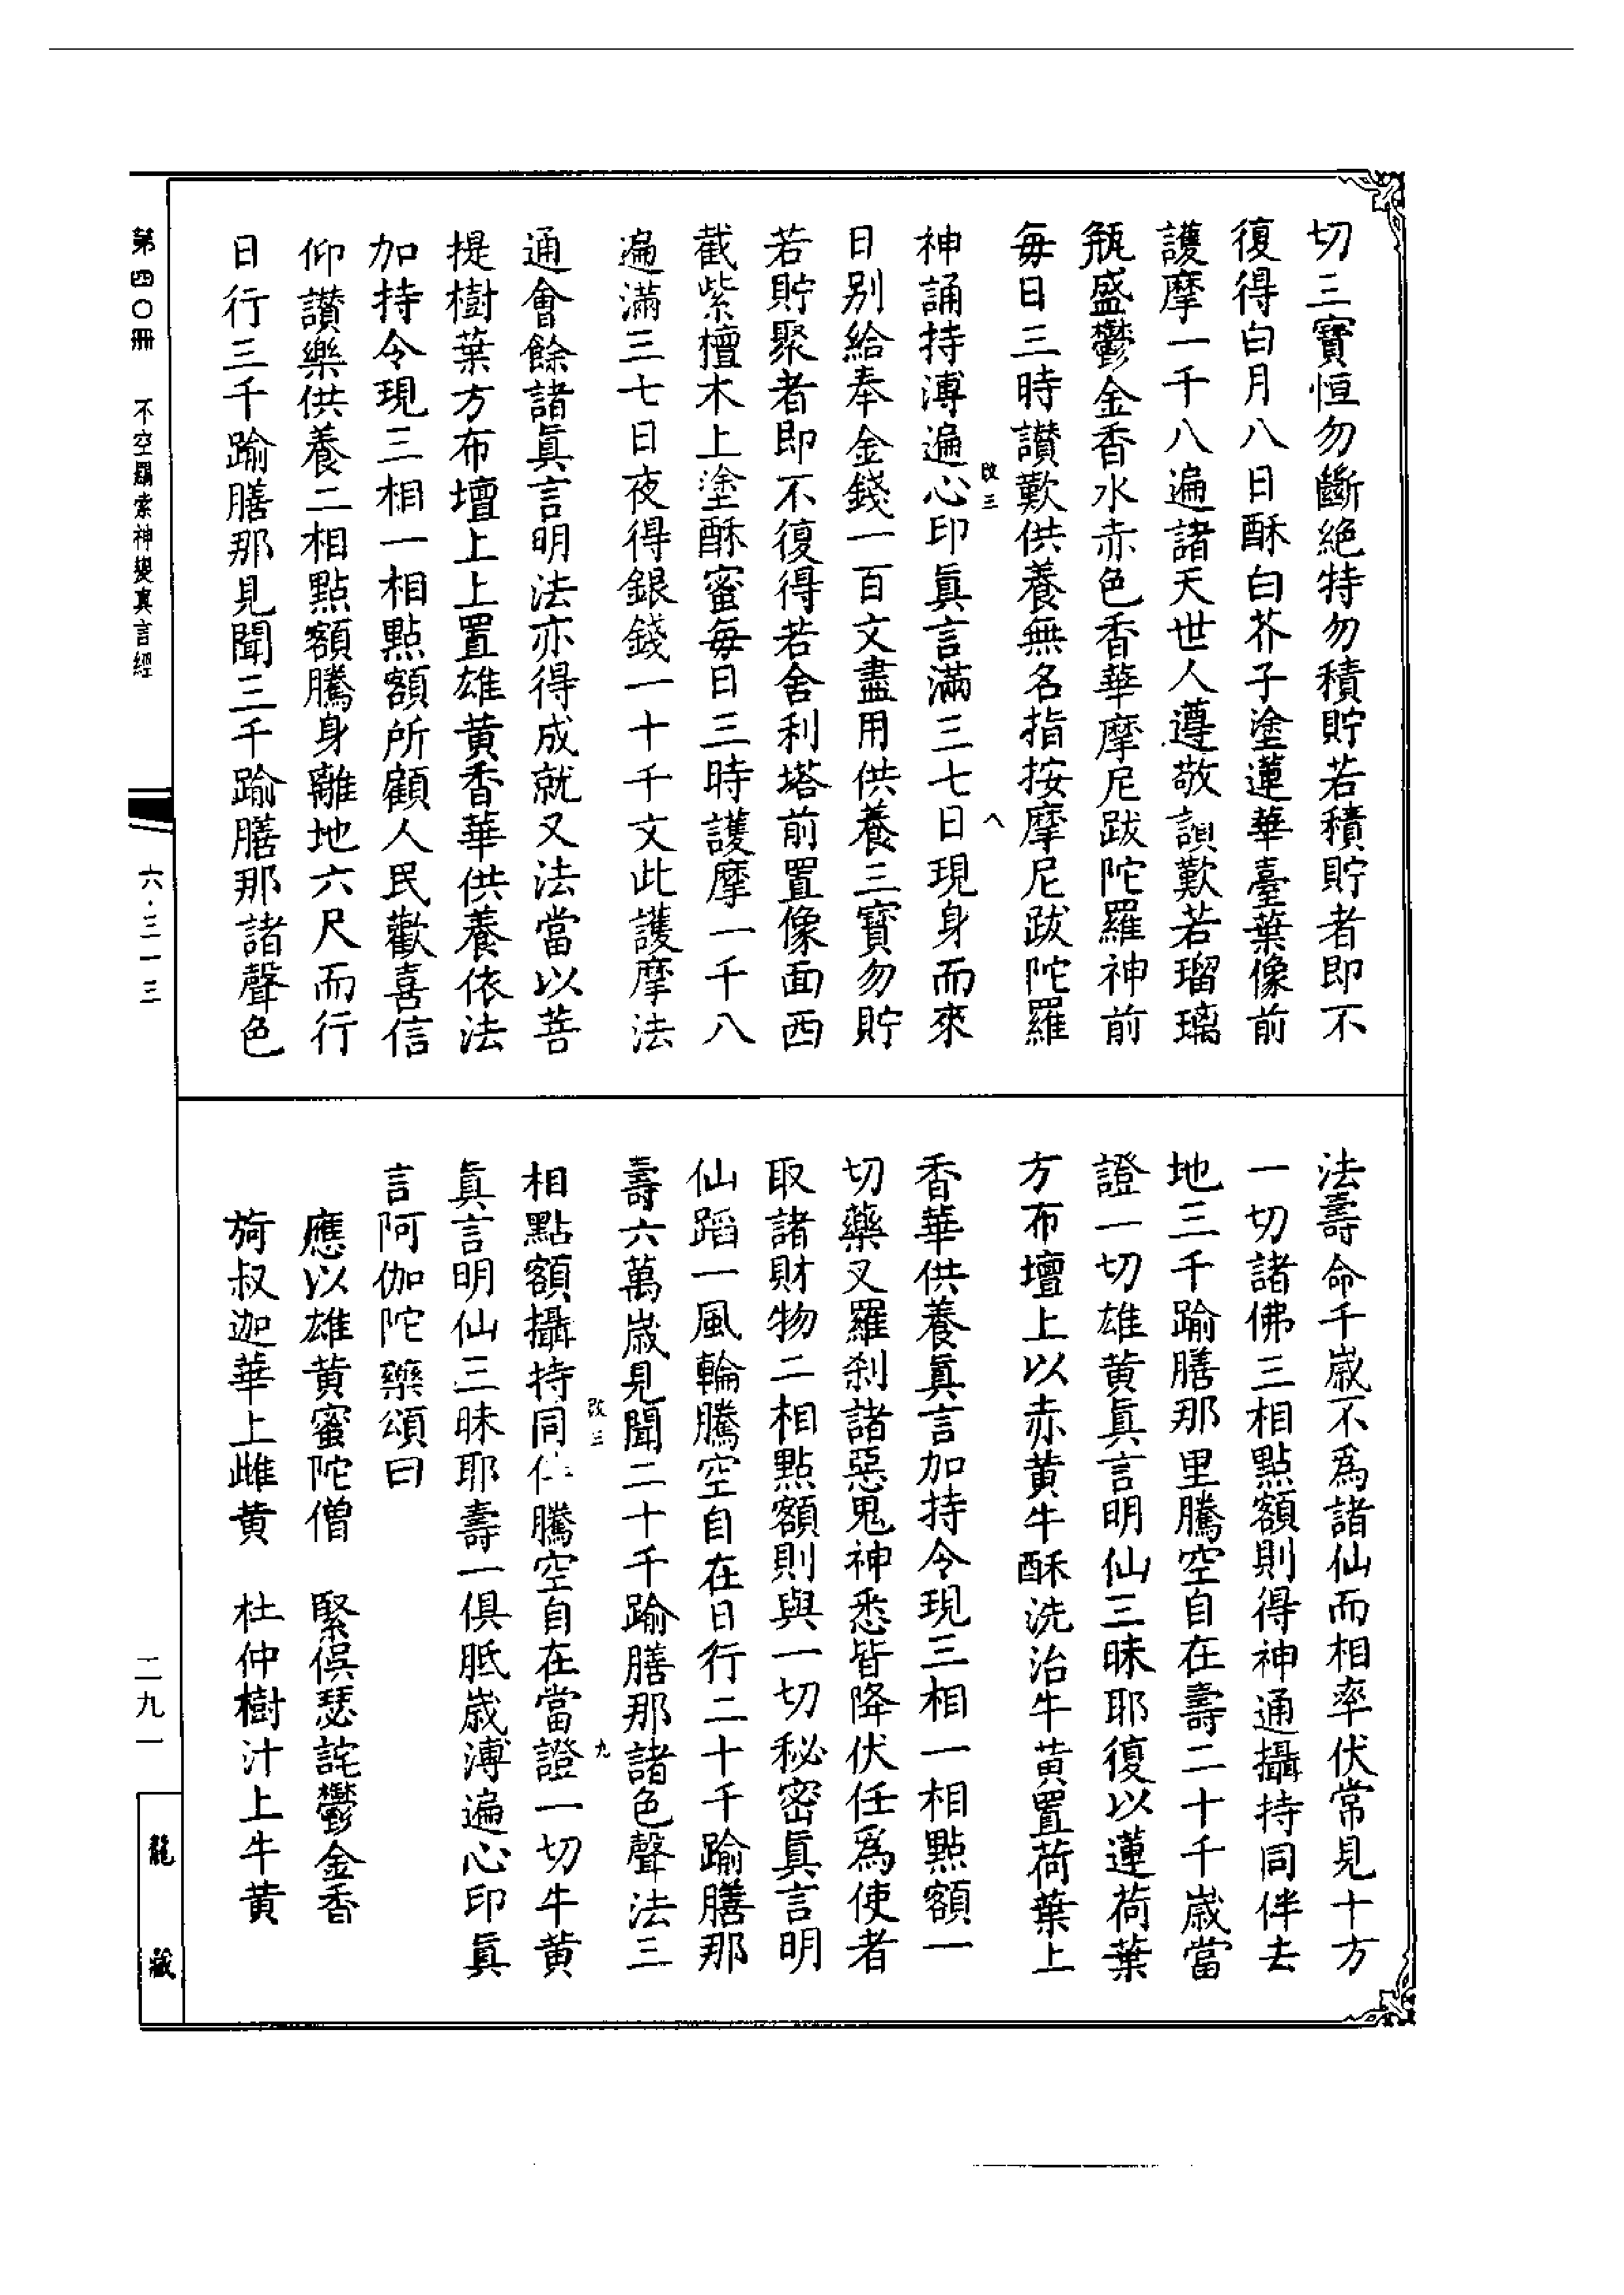 切三寶恒勿斷絕特勿積貯若積貯者即不
復得白月八日酥白芥子塗蓮華臺葉像前
護摩一千八遍諸天世人遵敬讃歎若瑠璃
瓶盛鬱金香水赤色香華摩尼跋陀羅神前
每日三時讃歎供養無名指按摩尼跋陀羅
改三 八
神誦持溥遍心印眞言滿三七日現身而來
日別給奉金錢一百文盡用供養三寶勿貯
若貯聚者即不復得若舍利塔前置像面西
截紫檀木上塗酥蜜每日三時護摩一千八
遍滿三七日夜得銀錢一十千文此護摩法
通會餘諸眞言明法亦得成就又法當以菩
提樹葉方布壇上上置雄黃香華供養依法
加持令現三相一相點額所顧人民歡喜信
仰讃樂供養二相點額騰身離地六尺而行
日行三千踰膳那見聞三千踰膳那諸聲色
法壽命千歲不爲諸仙而相率伏常見十方
一切諸佛三相點額則得神通攝持同伴去
地三千踰膳那里騰空自在壽二十千歲當
證一切雄黃眞言明仙三昧耶復以蓮荷葉
方布壇上以赤黃牛酥洗治牛黃置荷葉上
香華供養眞言加持令現三相一相點額一
切藥叉羅剎諸惡鬼神悉皆降伏任爲使者
取諸財物二相點額則與一切秘密眞言明
仙蹈一風輪騰空自在日行二十千踰膳那
壽六萬歲見聞二十千踰膳那諸色聲法三
改三 九
相點額攝持同伴騰空自在當證一切牛黃
眞言明仙三昧耶壽一俱胝歲溥遍心印眞
言阿伽陀藥頌曰
應以雄黃蜜陀僧 緊俁瑟詫鬱金香
旖叔迦華上雌黃 杜仲樹汁上牛黃
第四〇冊 不空羂索神變真言經
六·三一三
二九一
龍藏